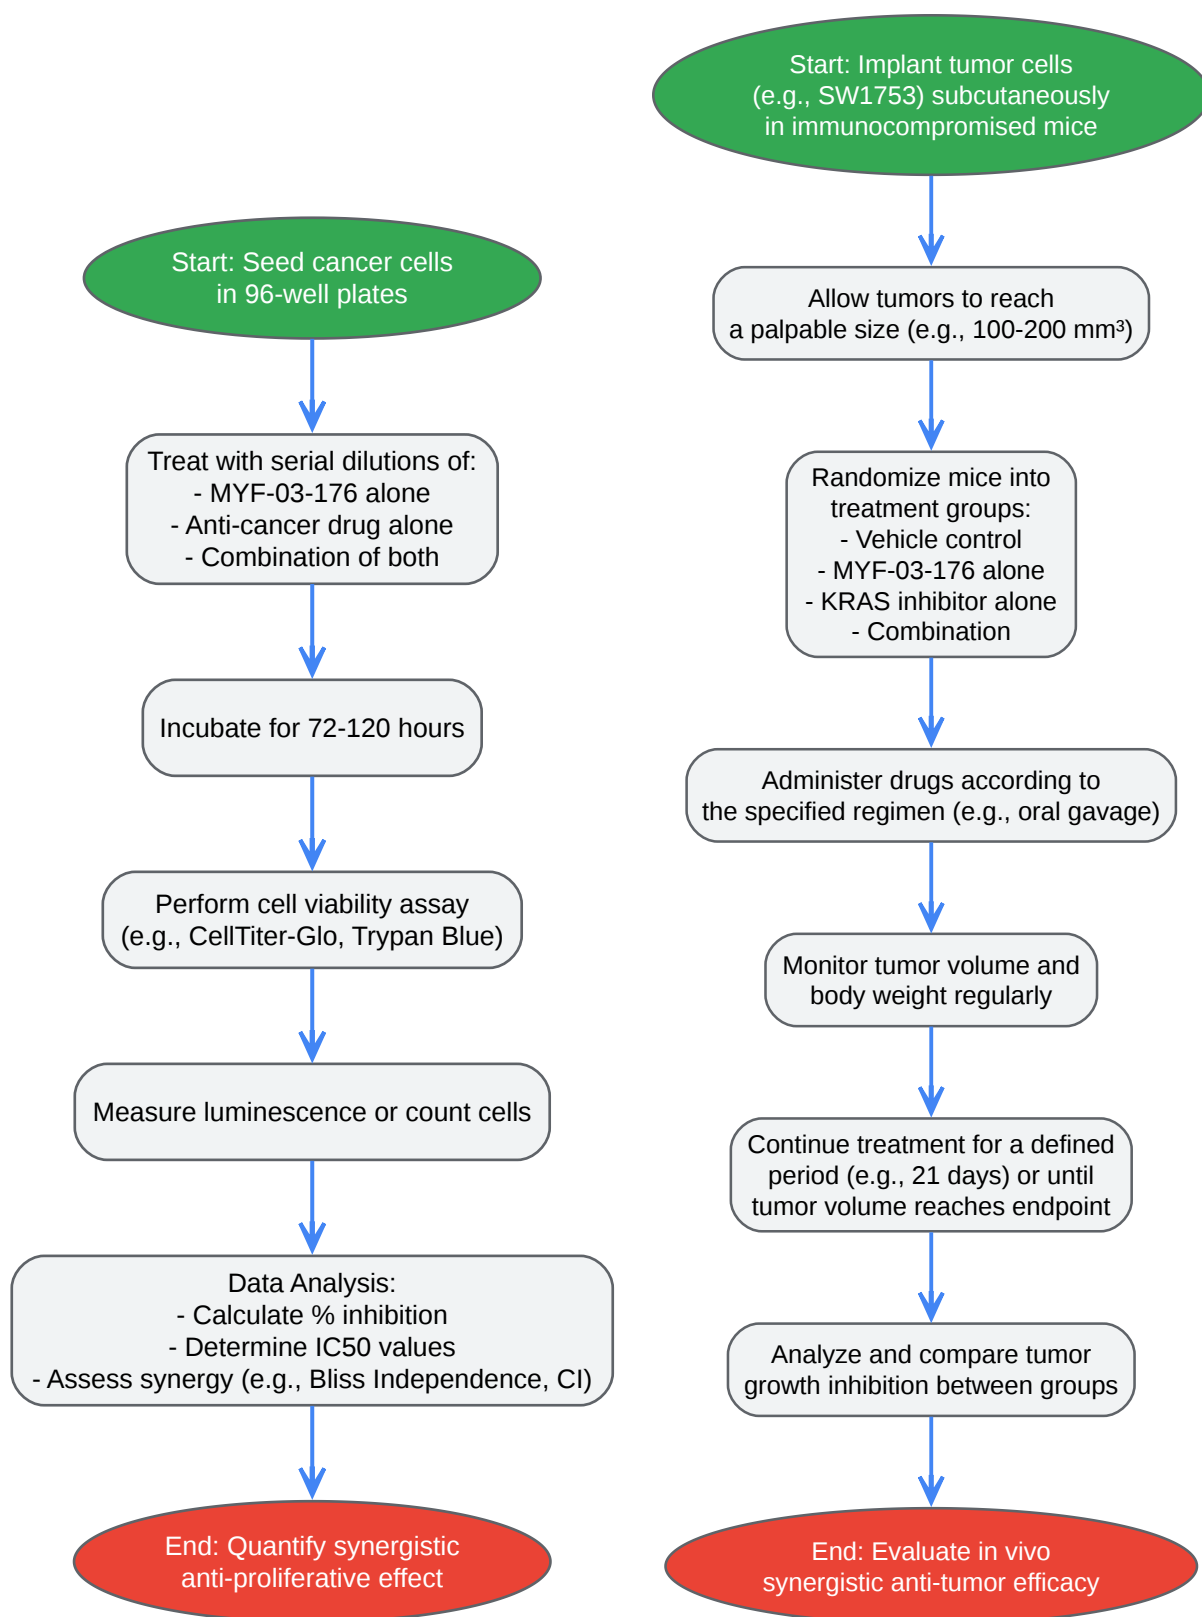 Start: Seed cancer cells
in 96-well plates
Treat with serial dilutions of:
- MYF-03-176 alone
- Anti-cancer drug alone
- Combination of both
Incubate for 72-120 hours
Perform cell viability assay
(e.g., CellTiter-Glo, Trypan Blue)
Measure luminescence or count cells
Data Analysis:
- Calculate % inhibition
- Determine IC50 values
- Assess synergy (e.g., Bliss Independence, CI)
End: Quantify synergistic
anti-proliferative effect
Start: Implant tumor cells
(e.g., SW1753) subcutaneously
in immunocompromised mice
Allow tumors to reach
a palpable size (e.g., 100-200 mm³)
Randomize mice into
treatment groups:
- Vehicle control
- MYF-03-176 alone
- KRAS inhibitor alone
- Combination
Administer drugs according to
the specified regimen (e.g., oral gavage)
Monitor tumor volume and
body weight regularly
Continue treatment for a defined
period (e.g., 21 days) or until
tumor volume reaches endpoint
Analyze and compare tumor
growth inhibition between groups
End: Evaluate in vivo
synergistic anti-tumor efficacy